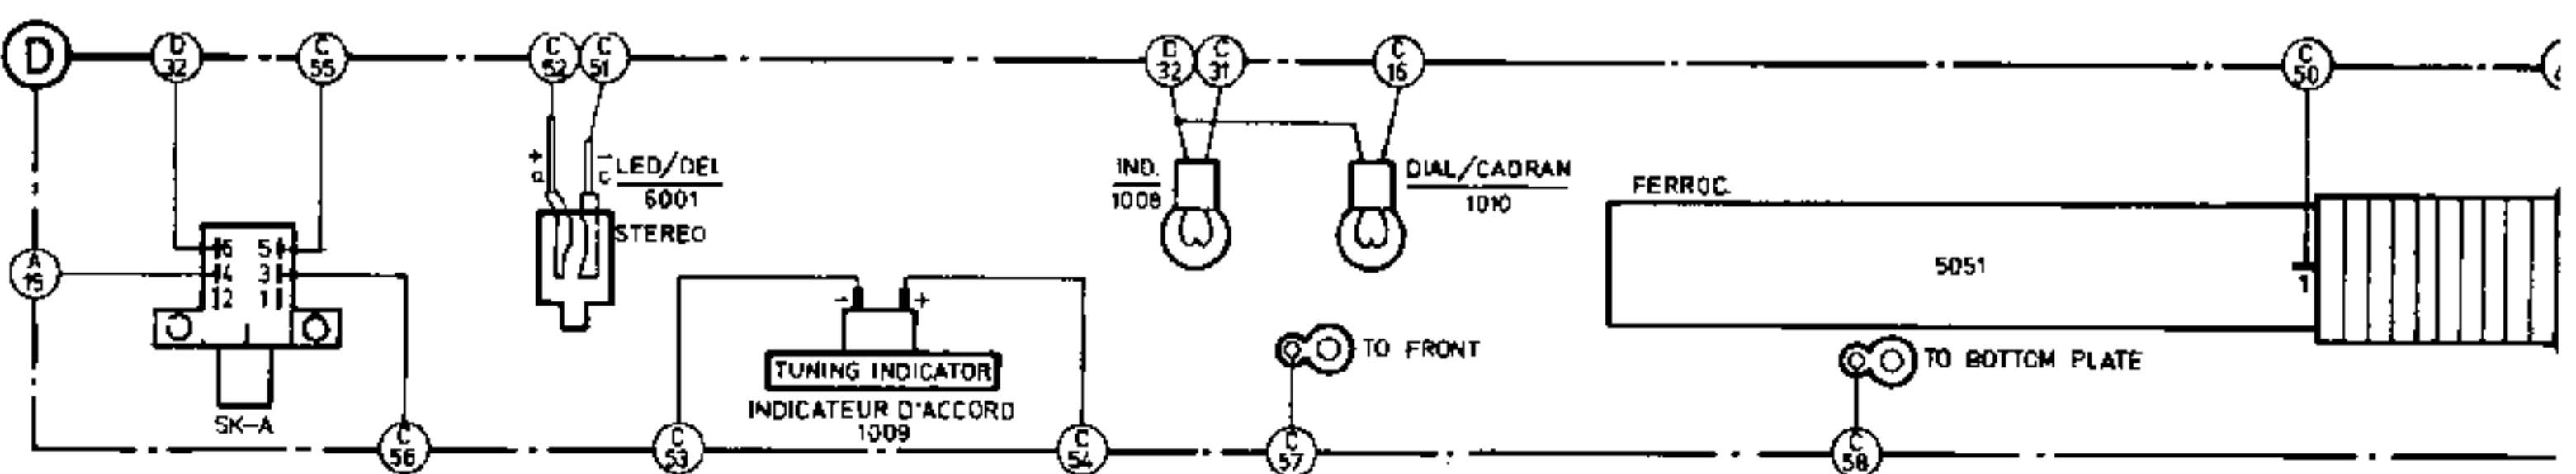 D
D 32
C 55
C 52
C 51
D 32
C 31
C 16
C 50
+ a
- c
LED/DEL
6001
STEREO
IND.
1008
DIAL/CADRAN
1010
FERROC.
5051
1
A 15
6 5
4 3
2 1
SK-A
- +
TUNING INDICATOR
INDICATEUR D'ACCORD
1009
TO FRONT
TO BOTTOM PLATE
C 56
C 53
C 54
C 57
C 58